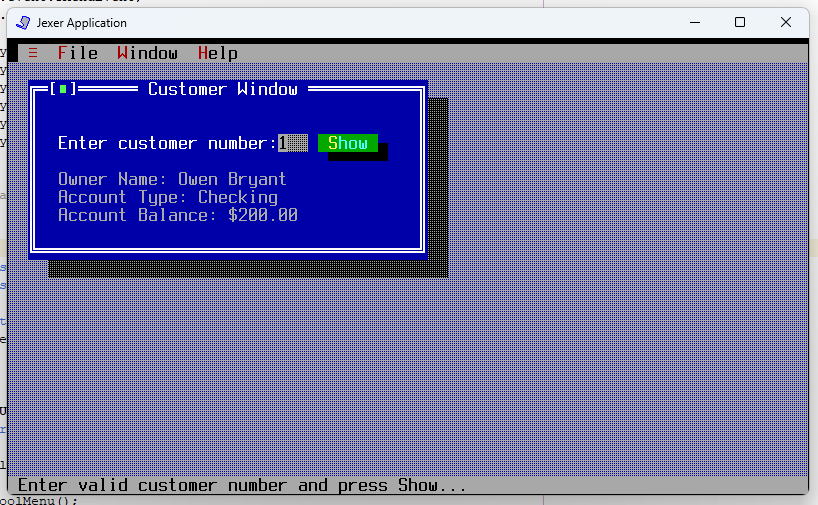 Jexer Application
≡ File Window Help
[■] Customer Window
Enter customer number:1 Show
Owner Name: Owen Bryant
Account Type: Checking
Account Balance: $200.00
Enter valid customer number and press Show...
oolMenu();